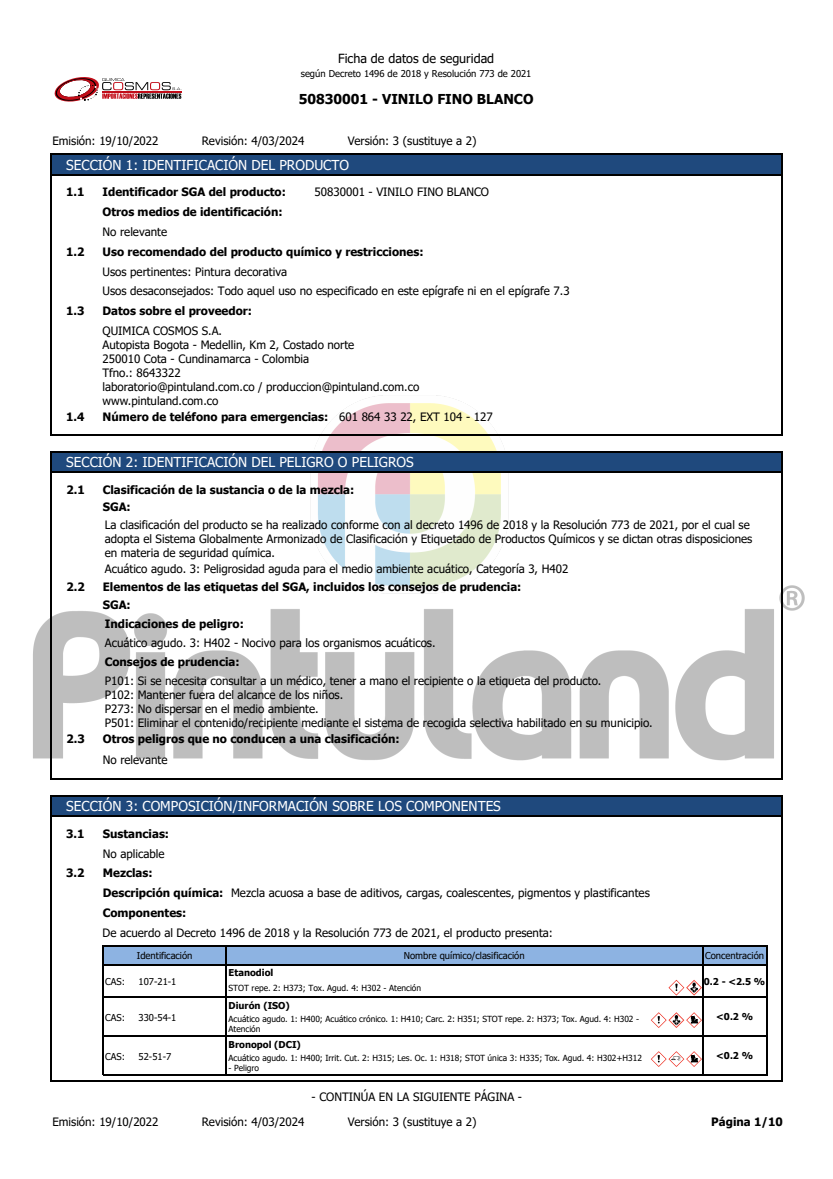 Ficha de datos de seguridad
según Decreto 1496 de 2018 y Resolución 773 de 2021
QUIMICA
COSMOS S.A.
IMPORTACIONES REPRESENTACIONES
50830001 - VINILO FINO BLANCO
Emisión: 19/10/2022 Revisión: 4/03/2024 Versión: 3 (sustituye a 2)
SECCIÓN 1: IDENTIFICACIÓN DEL PRODUCTO
1.1 Identificador SGA del producto: 50830001 - VINILO FINO BLANCO
Otros medios de identificación:
No relevante
1.2 Uso recomendado del producto químico y restricciones:
Usos pertinentes: Pintura decorativa
Usos desaconsejados: Todo aquel uso no especificado en este epígrafe ni en el epígrafe 7.3
1.3 Datos sobre el proveedor:
QUIMICA COSMOS S.A.
Autopista Bogota - Medellin, Km 2, Costado norte
250010 Cota - Cundinamarca - Colombia
Tfno.: 8643322
laboratorio@pintuland.com.co / produccion@pintuland.com.co
www.pintuland.com.co
1.4 Número de teléfono para emergencias: 601 864 33 22, EXT 104 - 127
SECCIÓN 2: IDENTIFICACIÓN DEL PELIGRO O PELIGROS
2.1 Clasificación de la sustancia o de la mezcla:
SGA:
La clasificación del producto se ha realizado conforme con al decreto 1496 de 2018 y la Resolución 773 de 2021, por el cual se
adopta el Sistema Globalmente Armonizado de Clasificación y Etiquetado de Productos Químicos y se dictan otras disposiciones
en materia de seguridad química.
Acuático agudo. 3: Peligrosidad aguda para el medio ambiente acuático, Categoría 3, H402
2.2 Elementos de las etiquetas del SGA, incluidos los consejos de prudencia:
SGA:
Indicaciones de peligro:
Acuático agudo. 3: H402 - Nocivo para los organismos acuáticos.
Consejos de prudencia:
P101: Si se necesita consultar a un médico, tener a mano el recipiente o la etiqueta del producto.
P102: Mantener fuera del alcance de los niños.
P273: No dispersar en el medio ambiente.
P501: Eliminar el contenido/recipiente mediante el sistema de recogida selectiva habilitado en su municipio.
2.3 Otros peligros que no conducen a una clasificación:
No relevante
Pintuland®
SECCIÓN 3: COMPOSICIÓN/INFORMACIÓN SOBRE LOS COMPONENTES
3.1 Sustancias:
No aplicable
3.2 Mezclas:
Descripción química: Mezcla acuosa a base de aditivos, cargas, coalescentes, pigmentos y plastificantes
Componentes:
De acuerdo al Decreto 1496 de 2018 y la Resolución 773 de 2021, el producto presenta:
Identificación Nombre químico/clasificación Concentración
Etanodiol
CAS: 107-21-1 STOT repe. 2: H373; Tox. Agud. 4: H302 - Atención 0.2 - <2.5 %
Diurón (ISO)
CAS: 330-54-1 Acuático agudo. 1: H400; Acuático crónico. 1: H410; Carc. 2: H351; STOT repe. 2: H373; Tox. Agud. 4: H302 - <0.2 %
Atención
Bronopol (DCI)
CAS: 52-51-7 Acuático agudo. 1: H400; Irrit. Cut. 2: H315; Les. Oc. 1: H318; STOT única 3: H335; Tox. Agud. 4: H302+H312 <0.2 %
- Peligro
- CONTINÚA EN LA SIGUIENTE PÁGINA -
Emisión: 19/10/2022 Revisión: 4/03/2024 Versión: 3 (sustituye a 2) Página 1/10